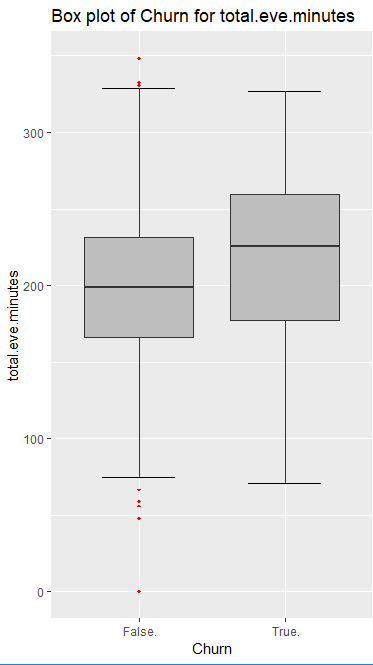 Box plot of Churn for total.eve.minutes
total.eve.minutes
300
200
100
0
False.
True.
Churn